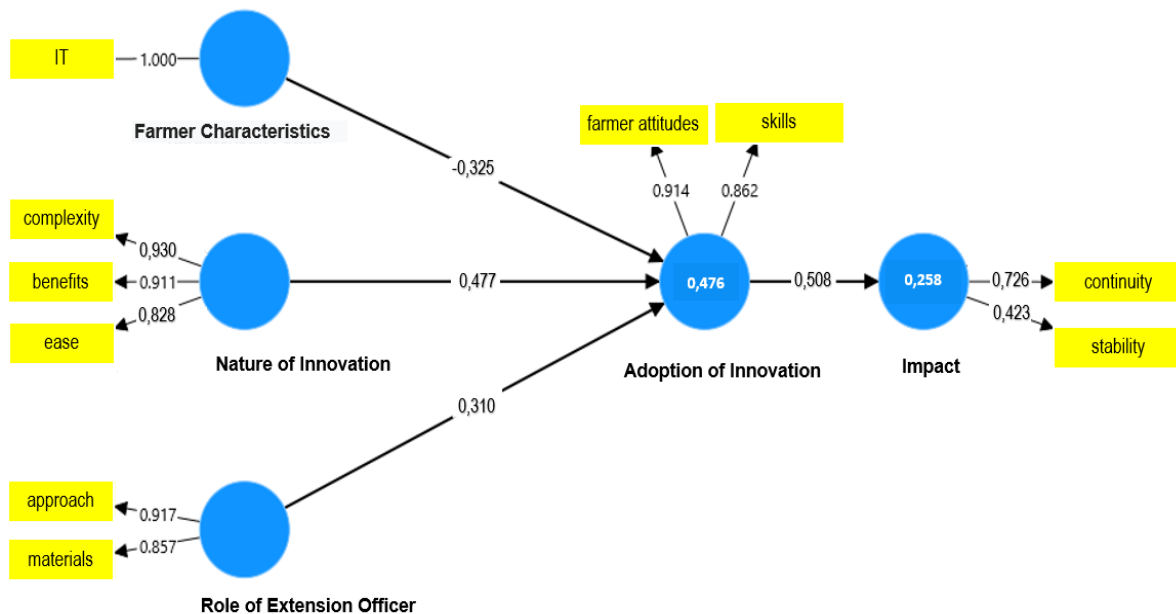 IT
1.000
Farmer Characteristics
farmer attitudes
skills
-0,325
0.914
0.862
complexity
0,930
benefits
0.911
ease
0,828
0,477
0,476
0,508
0,258
0,726
continuity
0,423
stability
Nature of Innovation
Adoption of Innovation
Impact
0,310
approach
0.917
materials
0.857
Role of Extension Officer